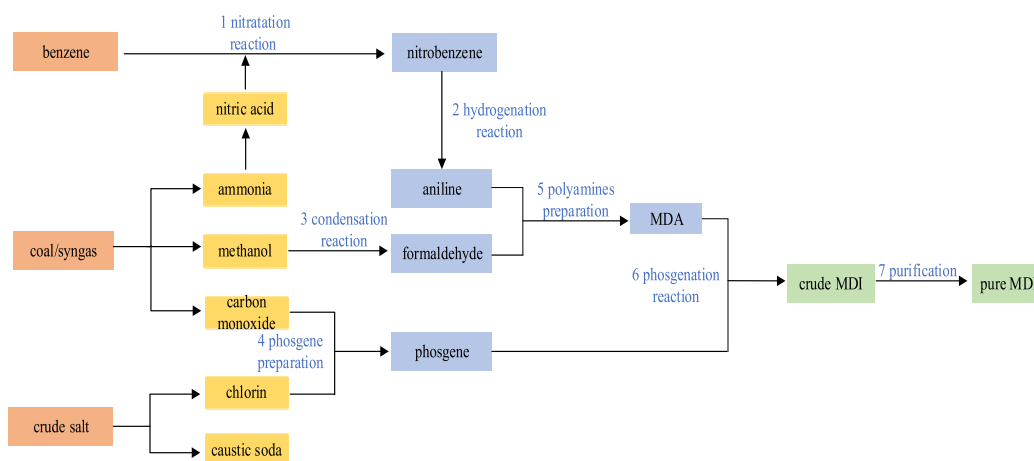 1 nitratation
reaction
benzene
nitrobenzene
nitric acid
2 hydrogenation
reaction
ammonia
aniline
5 polyamines
preparation
MDA
3 condensation
reaction
coal/syngas
methanol
formaldehyde
6 phosgenation
reaction
crude MDI
7 purification
pure MD
carbon
monoxide
4 phosgene
preparation
phosgene
chlorin
crude salt
caustic soda